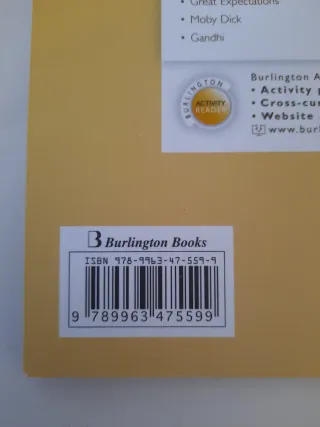 • Great Expectations
• Moby Dick
• Gandhi
BURLINGTON
ACTIVITY
READER
Burlington A
• Activity
• Cross-cur
• Website
www.burl
Burlington Books
ISBN 978-9963-47-559-9
9 789963 475599